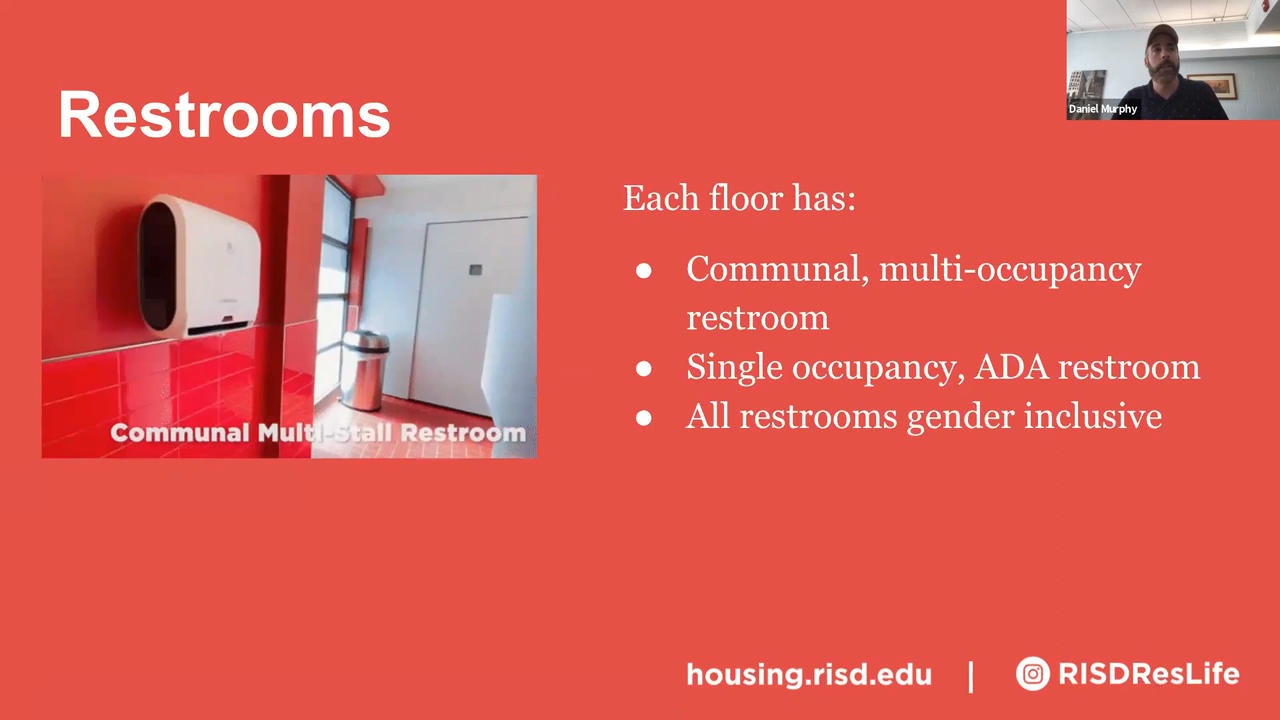 Restrooms
Daniel Murphy
Communal Multi-Stall Restroom
Each floor has:
● Communal, multi-occupancy
restroom
● Single occupancy, ADA restroom
● All restrooms gender inclusive
housing.risd.edu | RISDResLife